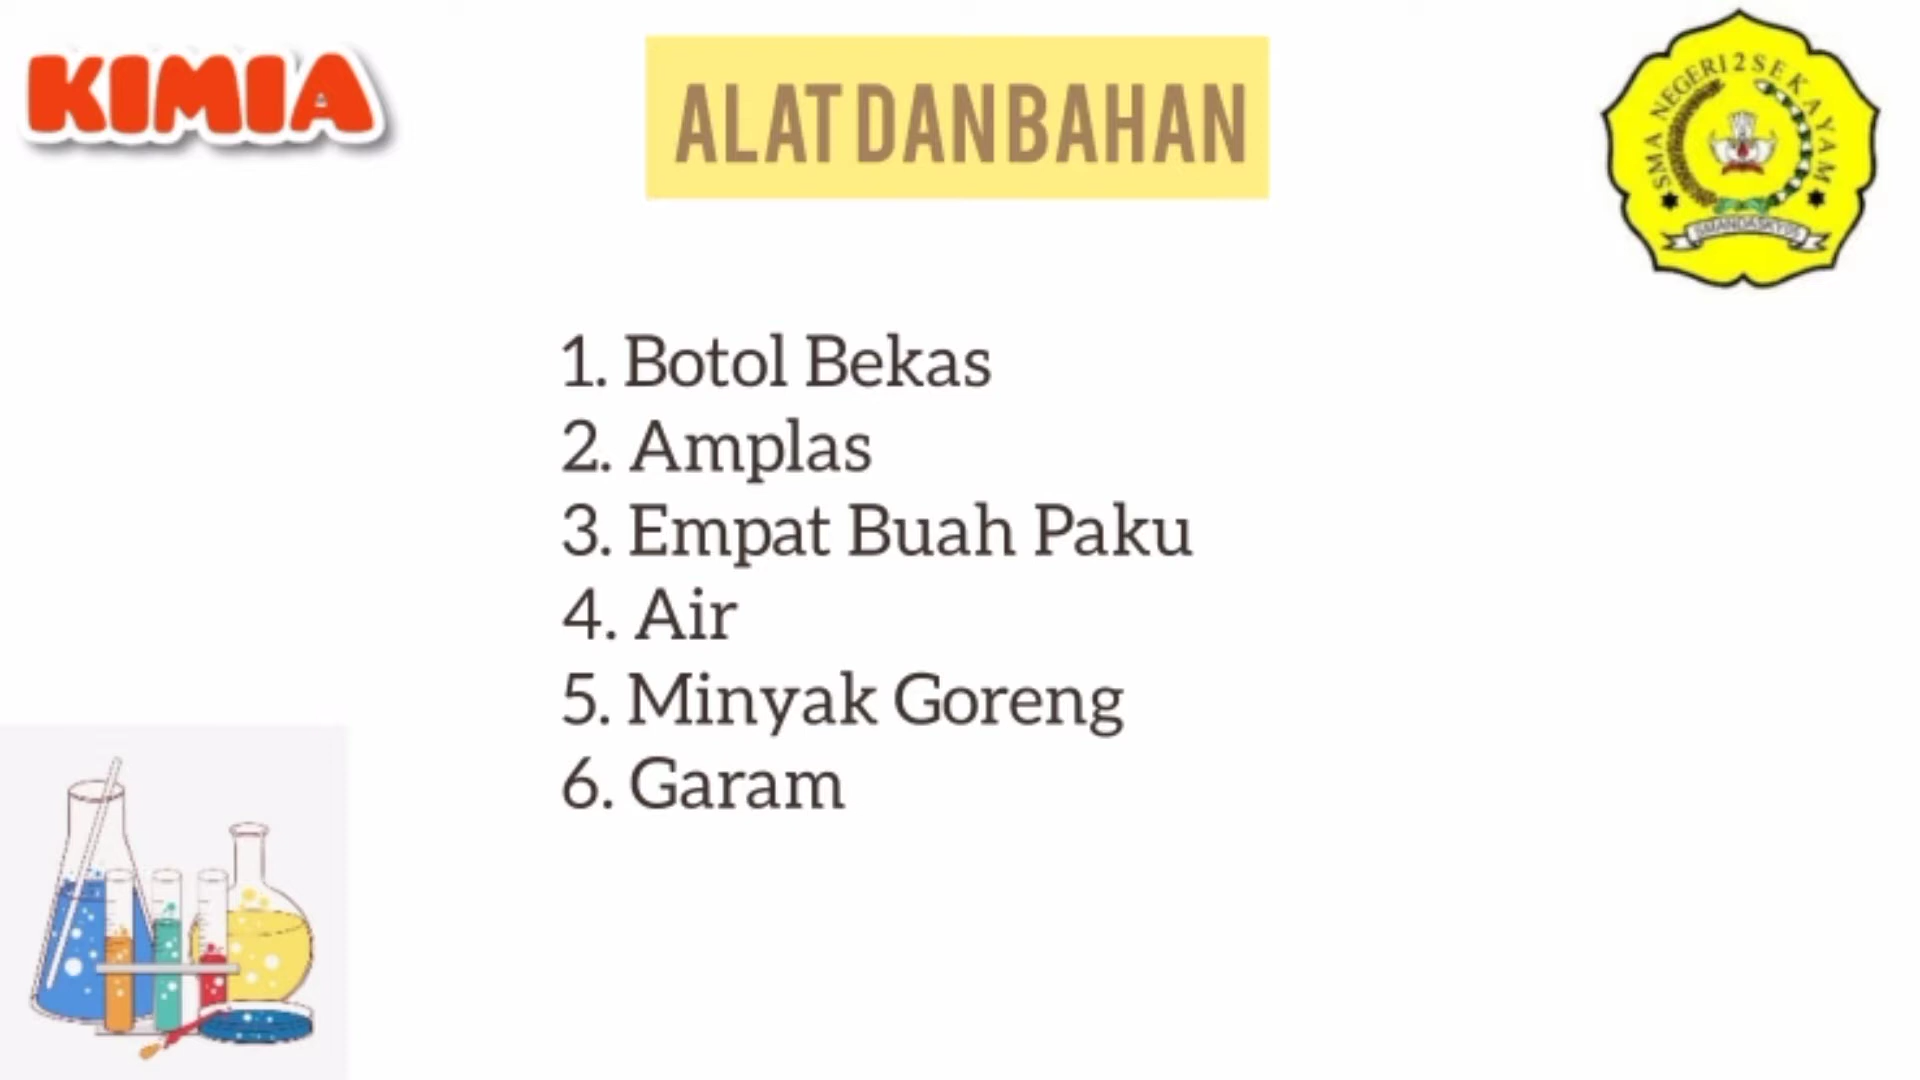 KIMIA
ALAT DAN BAHAN
SMA NEGERI 2 SEKAYAM
1. Botol Bekas
2. Amplas
3. Empat Buah Paku
4. Air
5. Minyak Goreng
6. Garam